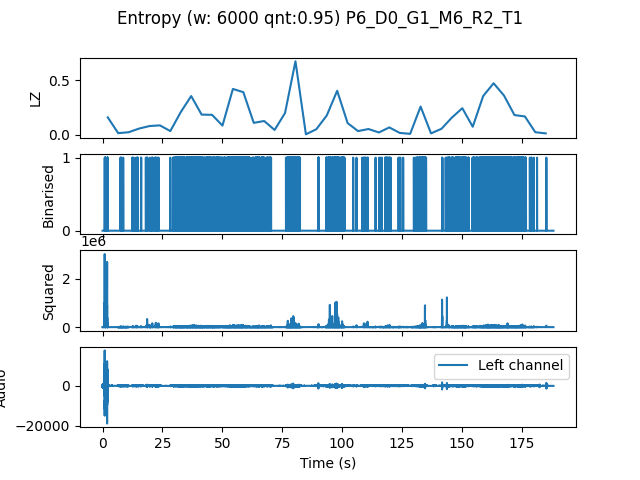 Entropy (w: 6000 qnt:0.95) P6_D0_G1_M6_R2_T1
LZ
0.5
0.0
Binarised
1
0
1e6
Squared
2
0
Audio
Left channel
0
−20000
0 25 50 75 100 125 150 175
Time (s)